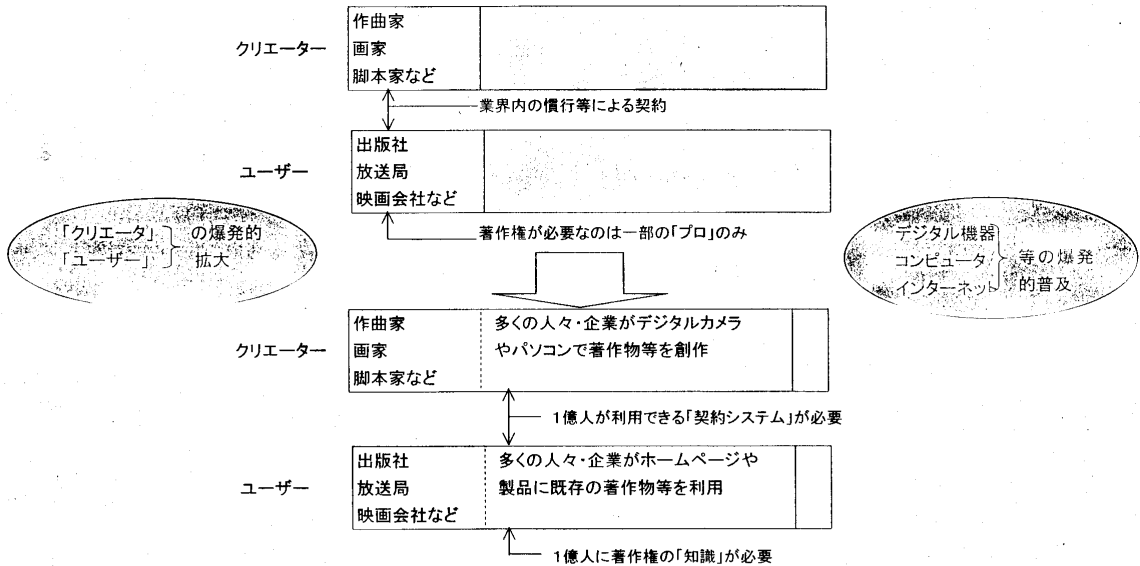 クリエーター
作曲家
画家
脚本家など
業界内の慣行等による契約
ユーザー
出版社
放送局
映画会社など
著作権が必要なのは一部の「プロ」のみ
「クリエータ」
「ユーザー」
の爆発的
拡大
デジタル機器
コンピュータ
インターネット
等の爆発
的普及
クリエーター
作曲家
画家
脚本家など
多くの人々・企業がデジタルカメラ
やパソコンで著作物等を創作
1億人が利用できる「契約システム」が必要
ユーザー
出版社
放送局
映画会社など
多くの人々・企業がホームページや
製品に既存の著作物等を利用
1億人に著作権の「知識」が必要